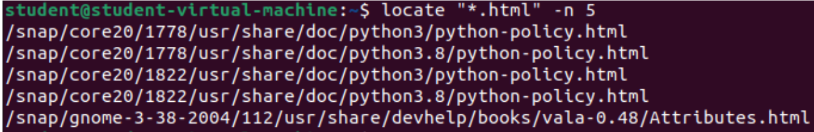 student@student-virtual-machine:~$ locate "*.html" -n 5
/snap/core20/1778/usr/share/doc/python3/python-policy.html
/snap/core20/1778/usr/share/doc/python3.8/python-policy.html
/snap/core20/1822/usr/share/doc/python3/python-policy.html
/snap/core20/1822/usr/share/doc/python3.8/python-policy.html
/snap/gnome-3-38-2004/112/usr/share/devhelp/books/vala-0.48/Attributes.html